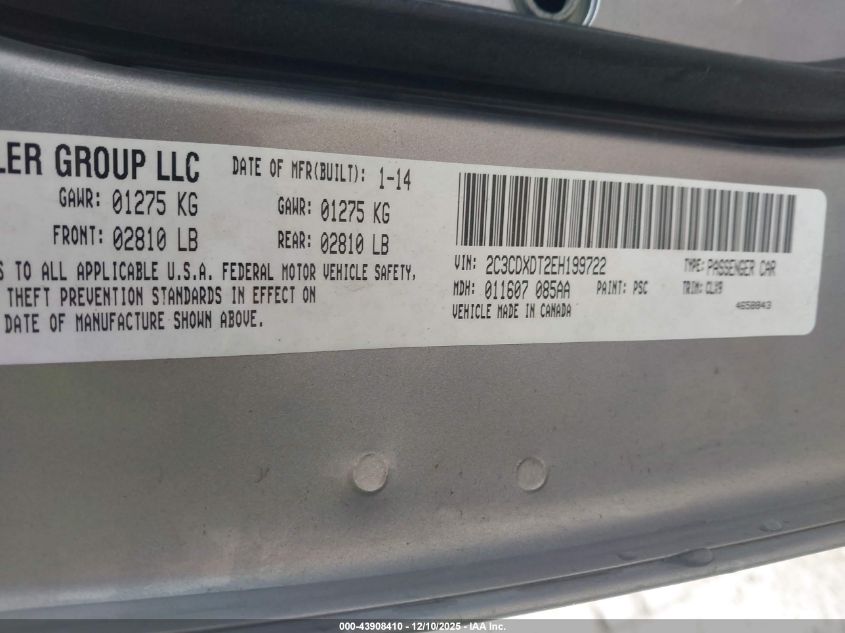 LER GROUP LLC
DATE OF MFR(BUILT): 1-14
GAWR: 01275 KG
GAWR: 01275 KG
FRONT: 02810 LB
REAR: 02810 LB
S TO ALL APPLICABLE U.S.A. FEDERAL MOTOR VEHICLE SAFETY,
THEFT PREVENTION STANDARDS IN EFFECT ON
DATE OF MANUFACTURE SHOWN ABOVE.
VIN: 2C3CDXDT2EH199722
TYPE: PASSENGER CAR
MDH: 011607 085AA
PAINT: PSC
TRIM: CLX9
VEHICLE MADE IN CANADA
4658843
000-43908410 - 12/10/2025 - IAA Inc.